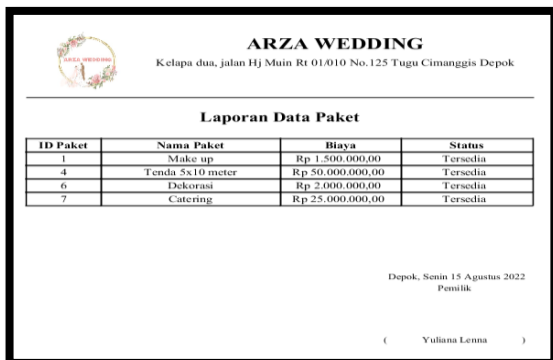 ARZA WEDDING
ARZA WEDDING
Kelapa dua, jalan Hj Muin Rt 01/010 No.125 Tugu Cimanggis Depok
Laporan Data Paket
ID Paket Nama Paket Biaya Status
1 Make up Rp 1.500.000,00 Tersedia
4 Tenda 5x10 meter Rp 50.000.000,00 Tersedia
6 Dekorasi Rp 2.000.000,00 Tersedia
7 Catering Rp 25.000.000,00 Tersedia
Depok, Senin 15 Agustus 2022
Pemilik
( Yuliana Lenna )